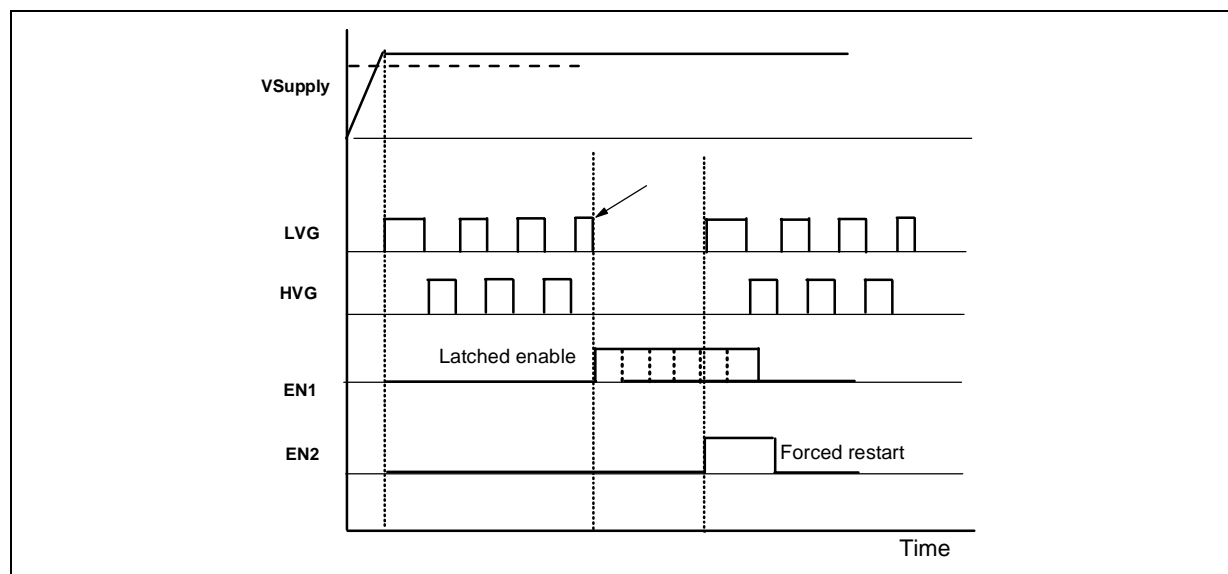 VSupply
LVG
HVG
Latched enable
EN1
EN2
Forced restart
Time